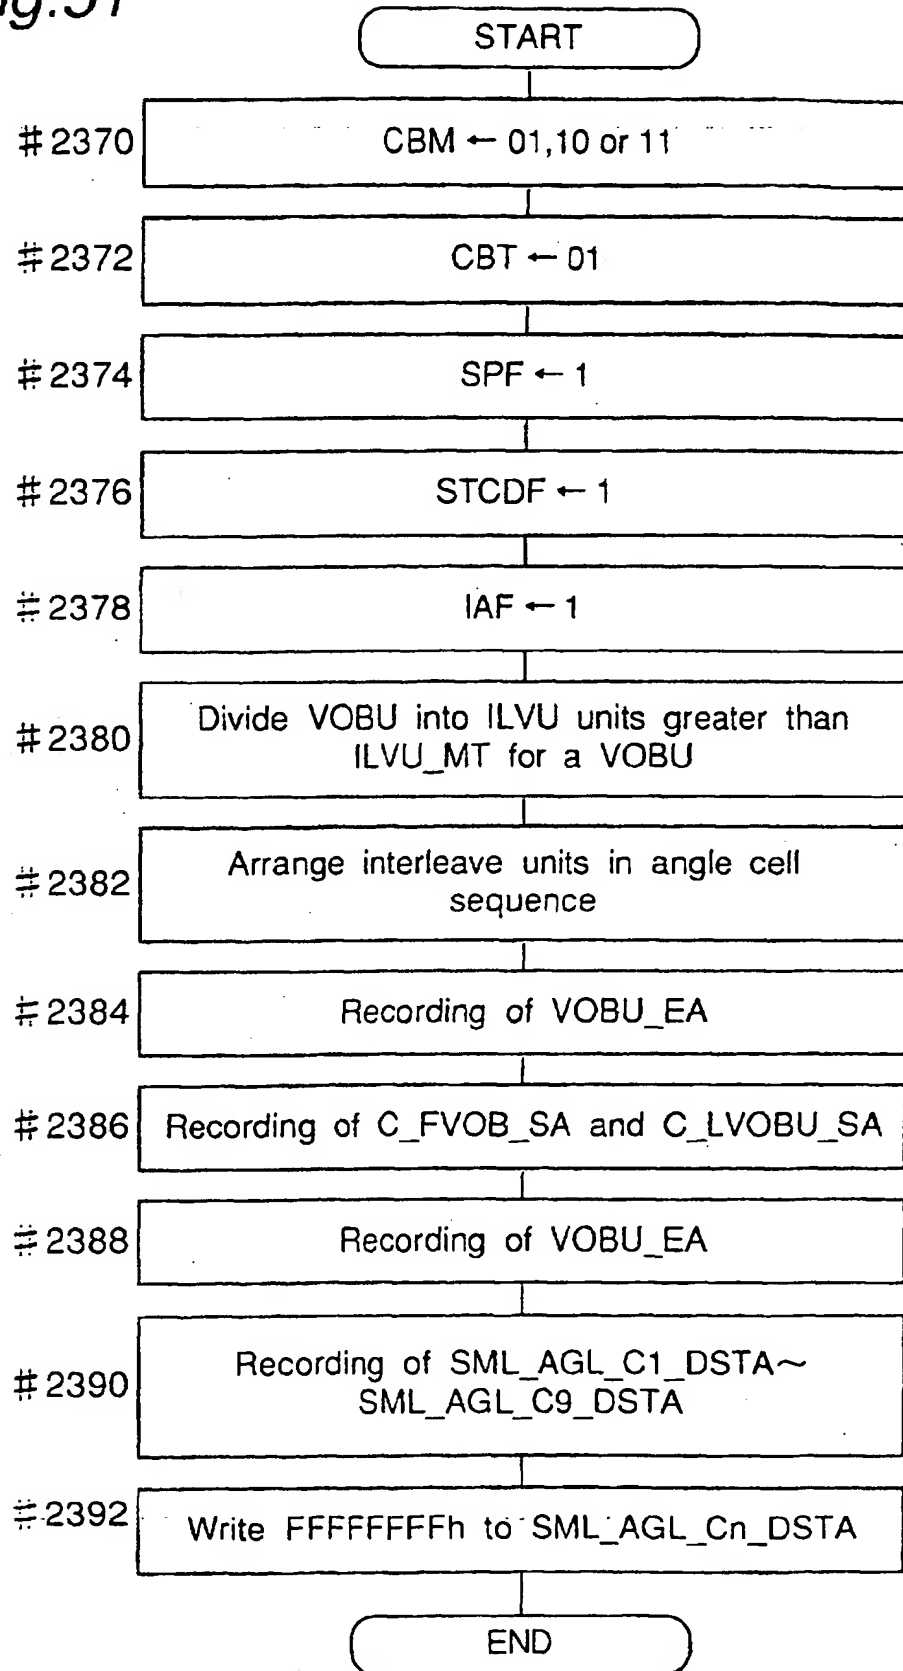 ig.51
START
#2370 CBM ← 01,10 or 11
#2372 CBT ← 01
#2374 SPF ← 1
#2376 STCDF ← 1
#2378 IAF ← 1
#2380 Divide VOBU into ILVU units greater than
ILVU_MT for a VOBU
#2382 Arrange interleave units in angle cell
sequence
#2384 Recording of VOBU_EA
#2386 Recording of C_FVOB_SA and C_LVOBU_SA
#2388 Recording of VOBU_EA
#2390 Recording of SML_AGL_C1_DSTA~
SML_AGL_C9_DSTA
#2392 Write FFFFFFFFh to SML_AGL_Cn_DSTA
END